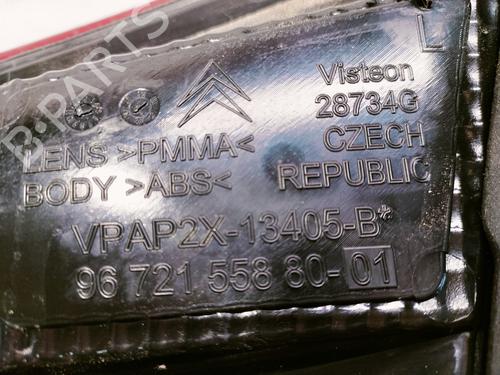 L
Visteon
28734G
LENS >PMMA< CZECH
BODY >ABS< REPUBLIC
VPAP2X-13405-B*
96 721 558 80-01
B-PARTS